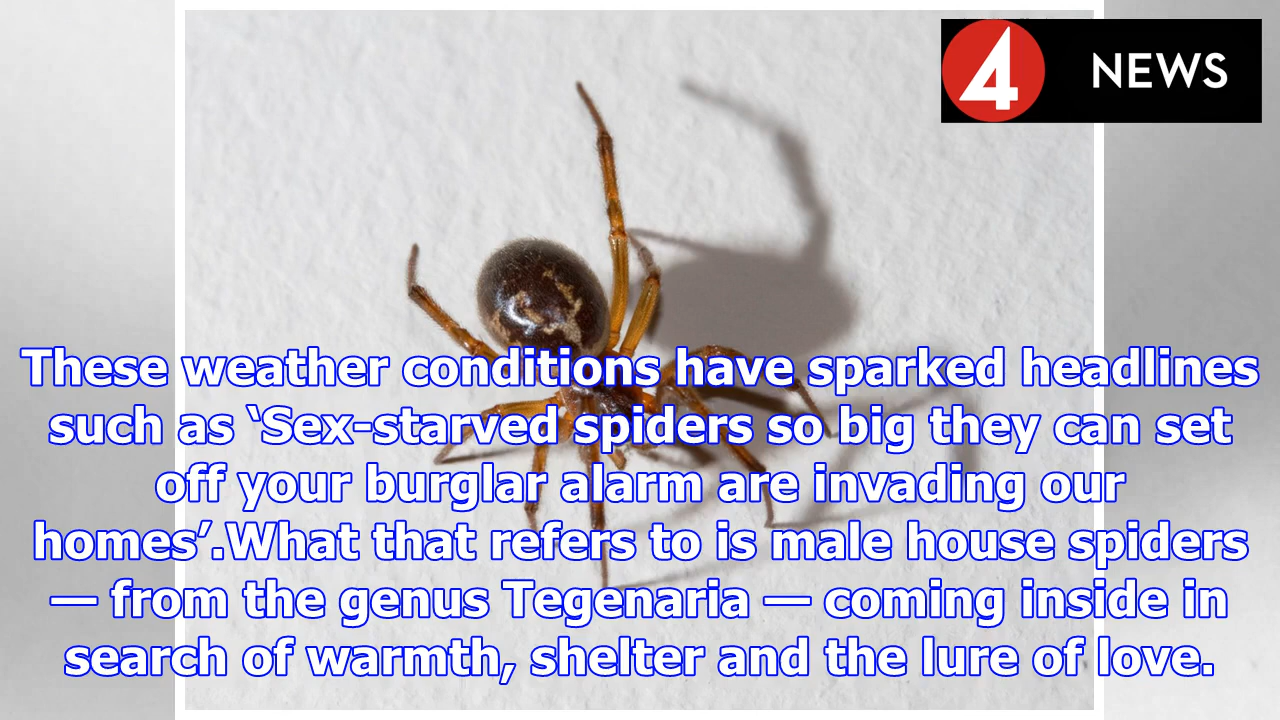 4 NEWS
These weather conditions have sparked headlines
such as ‘Sex-starved spiders so big they can set
off your burglar alarm are invading our
homes’.What that refers to is male house spiders
— from the genus Tegenaria — coming inside in
search of warmth, shelter and the lure of love.